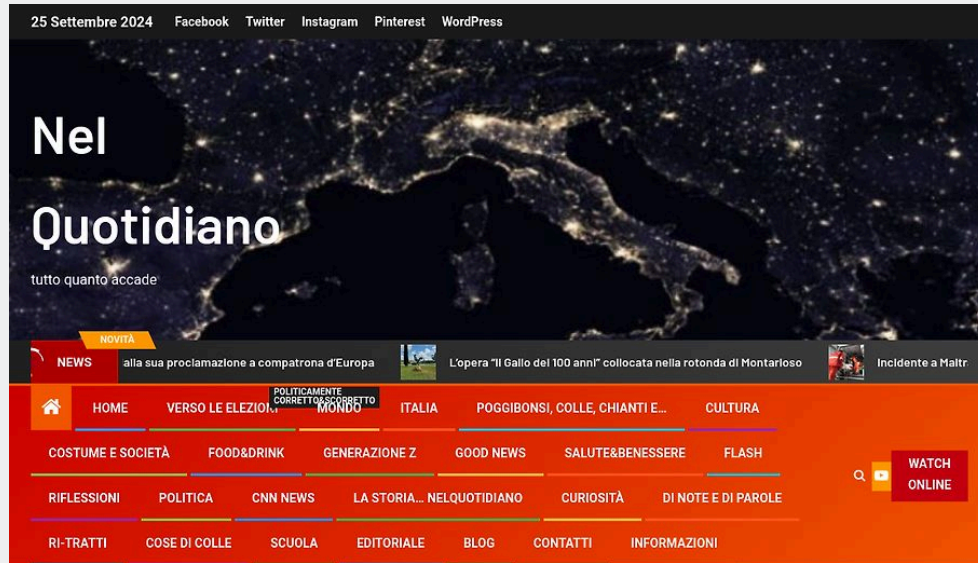 25 Settembre 2024 Facebook Twitter Instagram Pinterest WordPress
Nel
Quotidiano
tutto quanto accade
NOVITÀ
NEWS alla sua proclamazione a compatrona d'Europa L'opera "Il Gallo dei 100 anni" collocata nella rotonda di Montarioso Incidente a Maltr
POLITICAMENTE
CORRETTO&SCORRETTO
HOME VERSO LE ELEZIONI MONDO ITALIA POGGIBONSI, COLLE, CHIANTI E... CULTURA
COSTUME E SOCIETÀ FOOD&DRINK GENERAZIONE Z GOOD NEWS SALUTE&BENESSERE FLASH
WATCH
ONLINE
RIFLESSIONI POLITICA CNN NEWS LA STORIA... NELQUOTIDIANO CURIOSITÀ DI NOTE E DI PAROLE
RI-TRATTI COSE DI COLLE SCUOLA EDITORIALE BLOG CONTATTI INFORMAZIONI